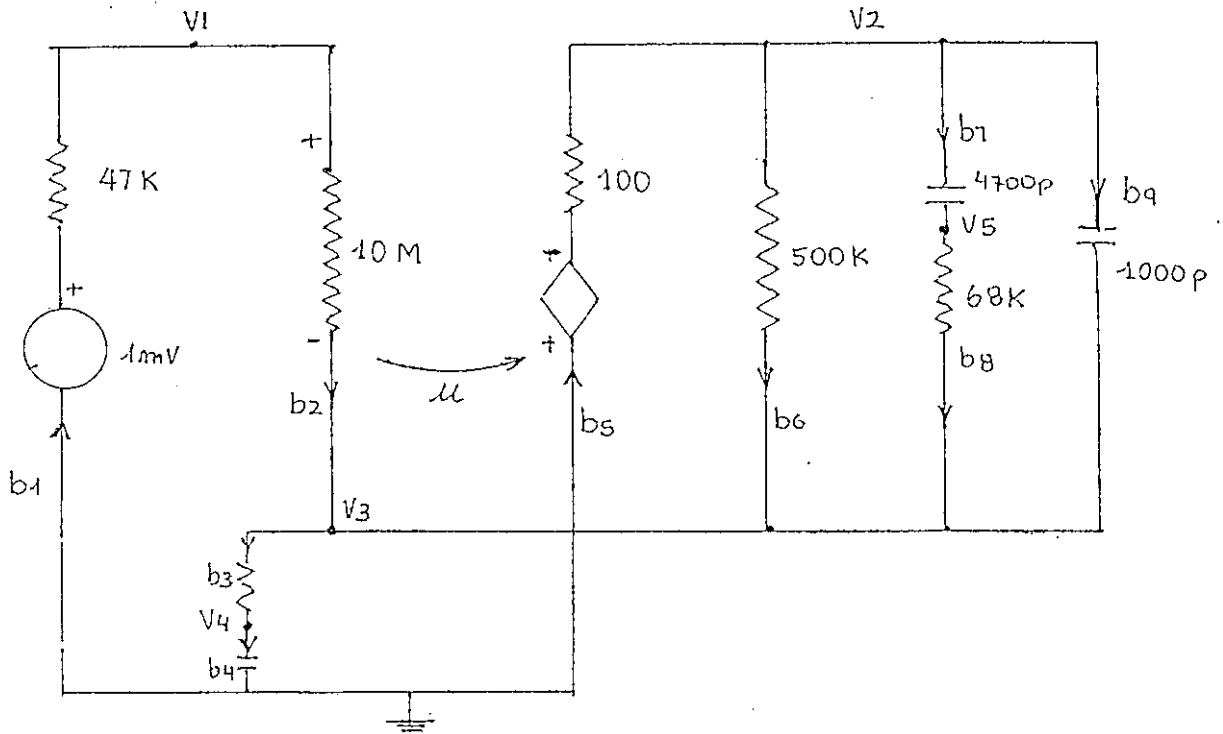 V1
V2
47K
+
10M
-
+
1mV
b1
b2
μ
100
+
+
b5
500K
b6
b7
4700p
V5
68K
b8
b9
1000p
V3
b3
V4
b4